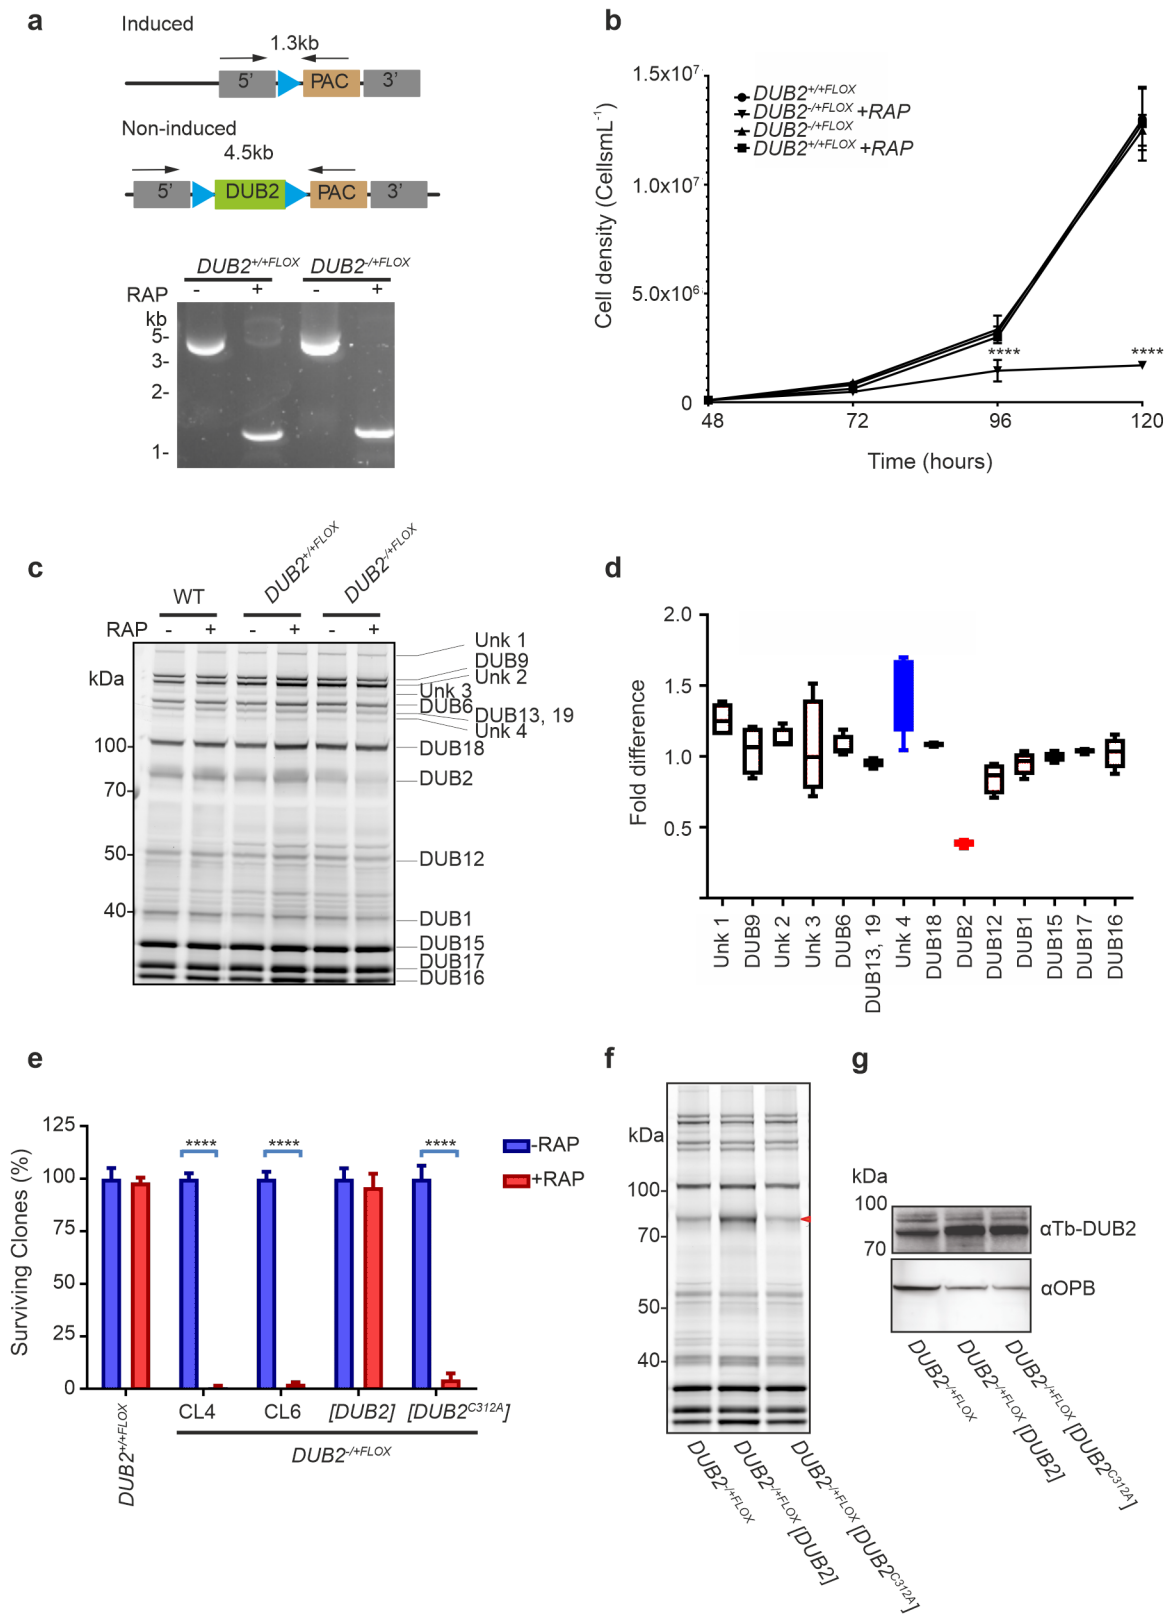 a
Induced
1.3kb
5’ PAC 3’
Non-induced
4.5kb
5’ DUB2 PAC 3’
DUB2+/+FLOX DUB2-/+FLOX
RAP - + - +
kb
5-
3-
2-
1-
b
1.5x10⁷
1.0x10⁷
5.0x10⁶
0
Cell density (CellsmL⁻¹)
DUB2+/+FLOX
DUB2-/+FLOX +RAP
DUB2-/+FLOX
DUB2+/+FLOX +RAP
**** ****
48 72 96 120
Time (hours)
c
WT DUB2+/+FLOX DUB2-/+FLOX
RAP - + - + - +
kDa
100-
70-
50-
40-
Unk 1
DUB9
Unk 2
Unk 3
DUB6
DUB13, 19
Unk 4
DUB18
DUB2
DUB12
DUB1
DUB15
DUB17
DUB16
d
2.0
1.5
1.0
0.5
Fold difference
Unk 1
DUB9
Unk 2
Unk 3
DUB6
DUB13, 19
Unk 4
DUB18
DUB2
DUB12
DUB1
DUB15
DUB17
DUB16
e
125
100
75
50
25
0
Surviving Clones (%)
**** **** ****
-RAP
+RAP
DUB2+/+FLOX
CL4 CL6 [DUB2] [DUB2C312A]
DUB2-/+FLOX
f
kDa
100-
70-
50-
40-
DUB2-/+FLOX
DUB2-/+FLOX [DUB2]
DUB2-/+FLOX [DUB2C312A]
g
kDa
100
70
αTb-DUB2
αOPB
DUB2-/+FLOX
DUB2-/+FLOX [DUB2]
DUB2-/+FLOX [DUB2C312A]